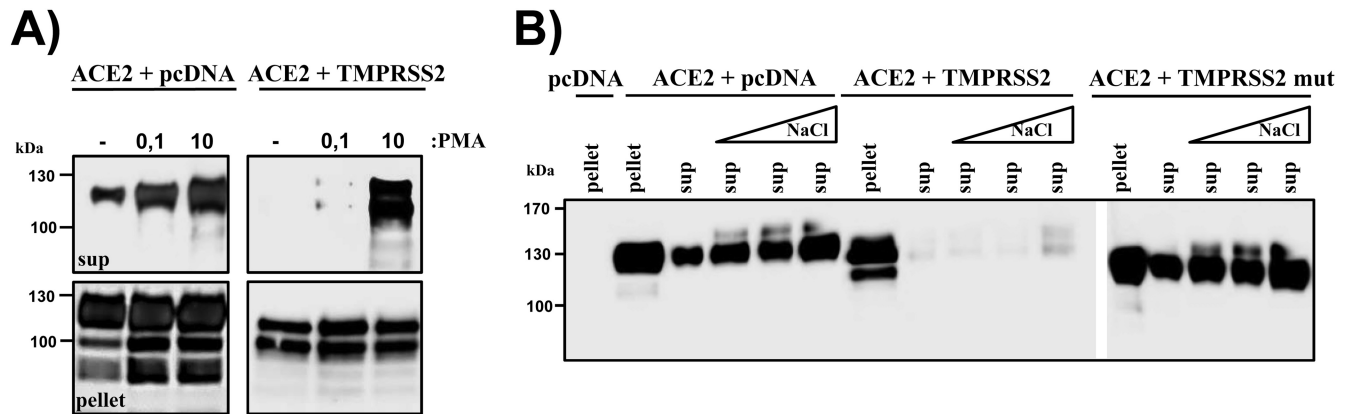 A)
ACE2 + pcDNA ACE2 + TMPRSS2
kDa - 0,1 10 - 0,1 10 :PMA
130
100
sup
130
100
pellet
B)
pcDNA ACE2 + pcDNA ACE2 + TMPRSS2 ACE2 + TMPRSS2 mut
NaCl NaCl NaCl
kDa pellet pellet sup sup sup sup pellet sup sup sup sup pellet sup sup sup sup
170
130
100